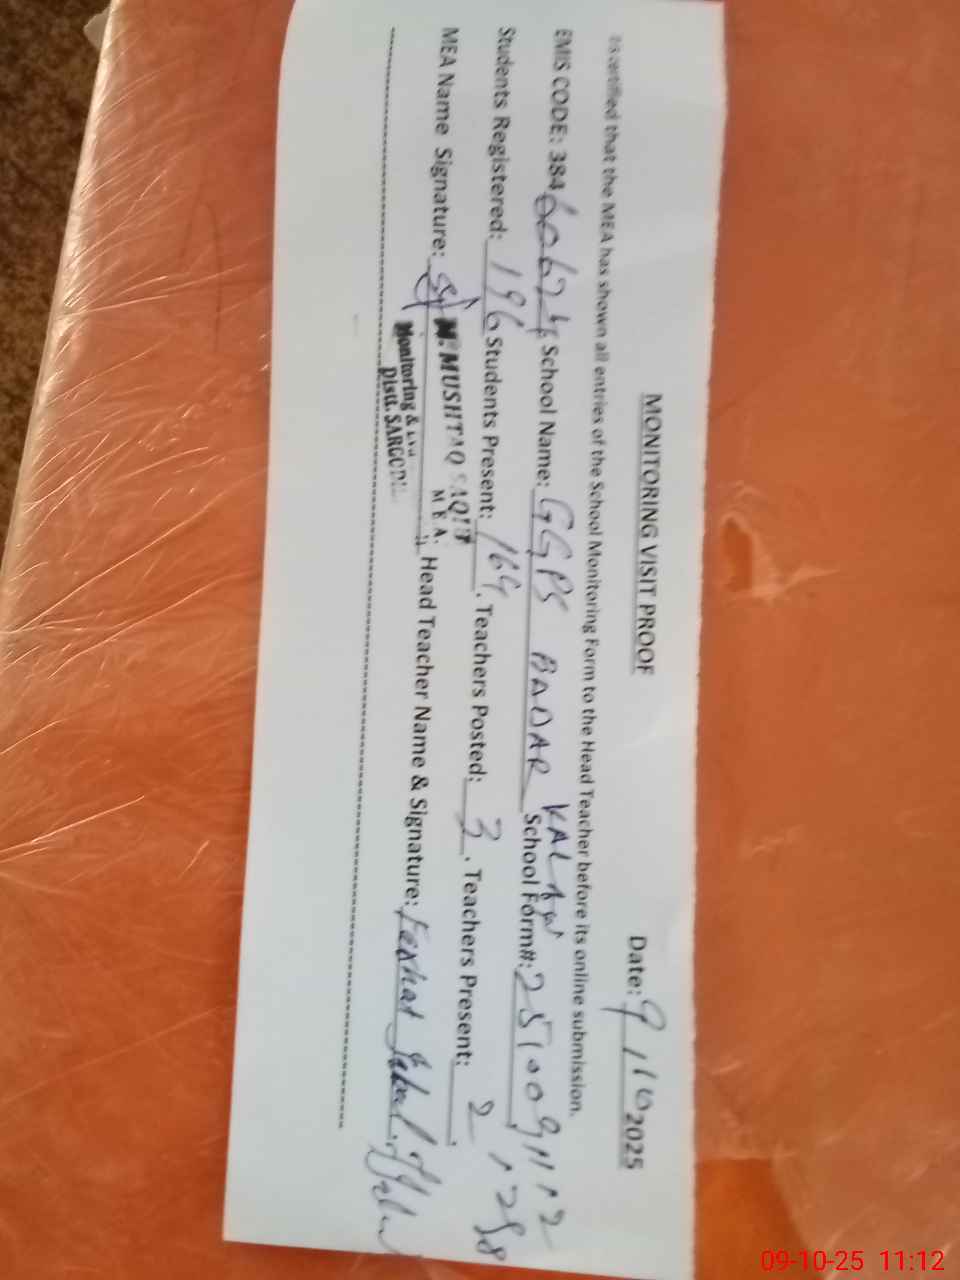 MONITORING VISIT PROOF
Date: 9/10/2025
It is certified that the MEA has shown all entries of the School Monitoring Form to the Head Teacher before its online submission.
EMIS CODE: 384 School Name: GGPS BADAR KALAN School Form#: 2510091112
1258
Students Registered: 196 Students Present: 164. Teachers Posted: 3. Teachers Present: 2.
MEA Name Signature: M. MUSHTAQ SAQIB Head Teacher Name & Signature: Farhat
M E A.
Monitoring &
Distt. SARGODHA
09-10-25 11:12